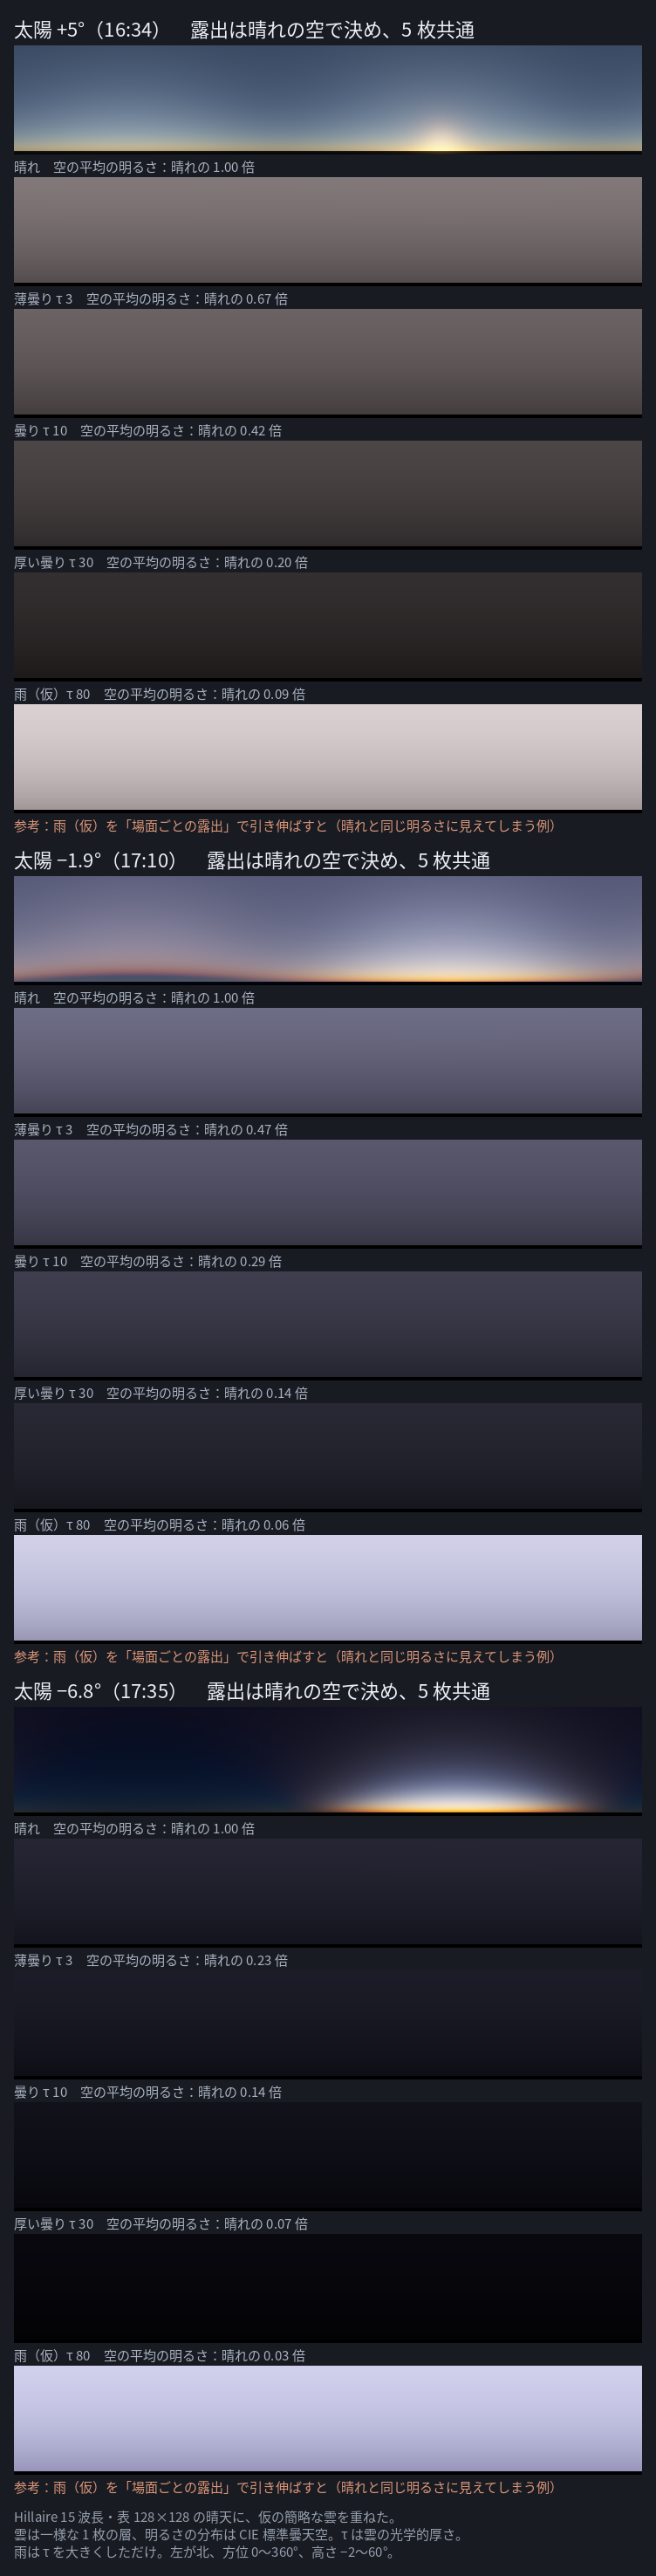 太陽 +5°（16:34）　露出は晴れの空で決め、5 枚共通
晴れ　空の平均の明るさ：晴れの 1.00 倍
薄曇り τ 3　空の平均の明るさ：晴れの 0.67 倍
曇り τ 10　空の平均の明るさ：晴れの 0.42 倍
厚い曇り τ 30　空の平均の明るさ：晴れの 0.20 倍
雨（仮）τ 80　空の平均の明るさ：晴れの 0.09 倍
参考：雨（仮）を「場面ごとの露出」で引き伸ばすと（晴れと同じ明るさに見えてしまう例）
太陽 −1.9°（17:10）　露出は晴れの空で決め、5 枚共通
晴れ　空の平均の明るさ：晴れの 1.00 倍
薄曇り τ 3　空の平均の明るさ：晴れの 0.47 倍
曇り τ 10　空の平均の明るさ：晴れの 0.29 倍
厚い曇り τ 30　空の平均の明るさ：晴れの 0.14 倍
雨（仮）τ 80　空の平均の明るさ：晴れの 0.06 倍
参考：雨（仮）を「場面ごとの露出」で引き伸ばすと（晴れと同じ明るさに見えてしまう例）
太陽 −6.8°（17:35）　露出は晴れの空で決め、5 枚共通
晴れ　空の平均の明るさ：晴れの 1.00 倍
薄曇り τ 3　空の平均の明るさ：晴れの 0.23 倍
曇り τ 10　空の平均の明るさ：晴れの 0.14 倍
厚い曇り τ 30　空の平均の明るさ：晴れの 0.07 倍
雨（仮）τ 80　空の平均の明るさ：晴れの 0.03 倍
参考：雨（仮）を「場面ごとの露出」で引き伸ばすと（晴れと同じ明るさに見えてしまう例）
Hillaire 15 波長・表 128×128 の晴天に、仮の簡略な雲を重ねた。
雲は一様な 1 枚の層、明るさの分布は CIE 標準曇天空。τ は雲の光学的厚さ。
雨は τ を大きくしただけ。左が北、方位 0〜360°、高さ −2〜60°。